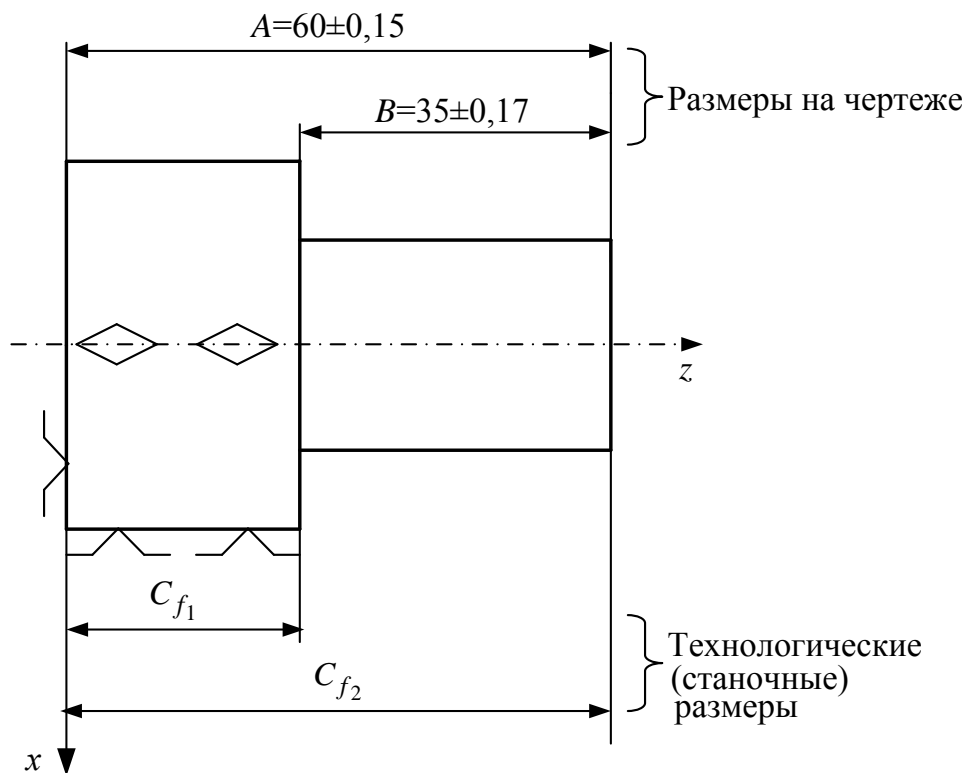 A=60±0,15
B=35±0,17
Размеры на чертеже
z
C_{f_1}
C_{f_2}
Технологические
(станочные)
размеры
x